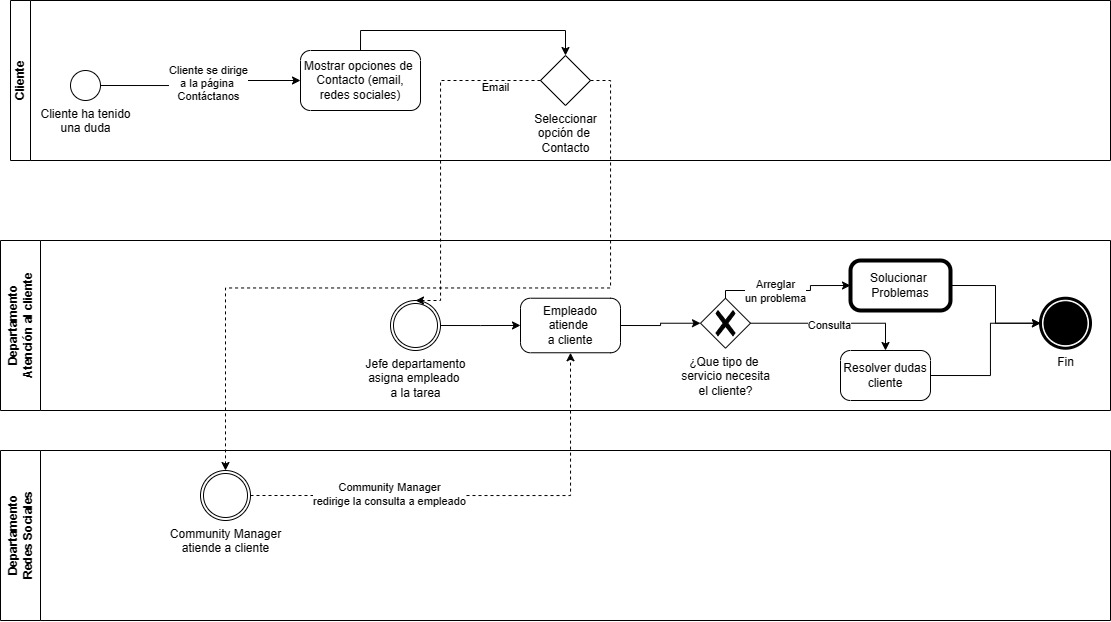 Cliente
Cliente ha tenido
una duda
Cliente se dirige
a la página
Contáctanos
Mostrar opciones de
Contacto (email,
redes sociales)
Email
Seleccionar
opción de
Contacto
Departamento
Atención al cliente
Jefe departamento
asigna empleado
a la tarea
Empleado
atiende
a cliente
¿Que tipo de
servicio necesita
el cliente?
Arreglar
un problema
Solucionar
Problemas
Consulta
Resolver dudas
cliente
Fin
Departamento
Redes Sociales
Community Manager
atiende a cliente
Community Manager
redirige la consulta a empleado